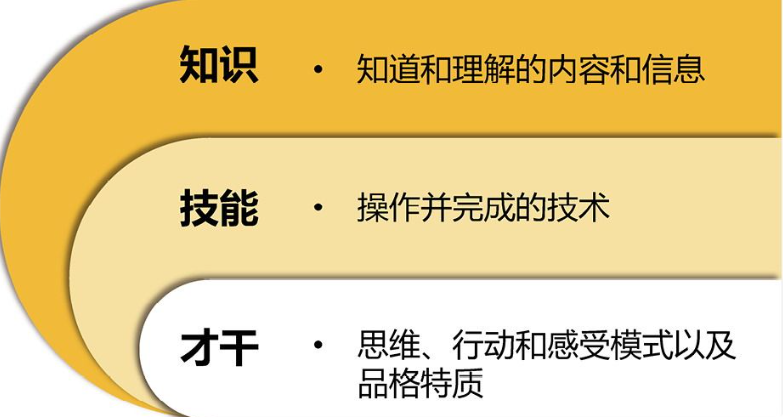 知识 • 知道和理解的内容和信息
技能 • 操作并完成的技术
才干 • 思维、行动和感受模式以及
品格特质